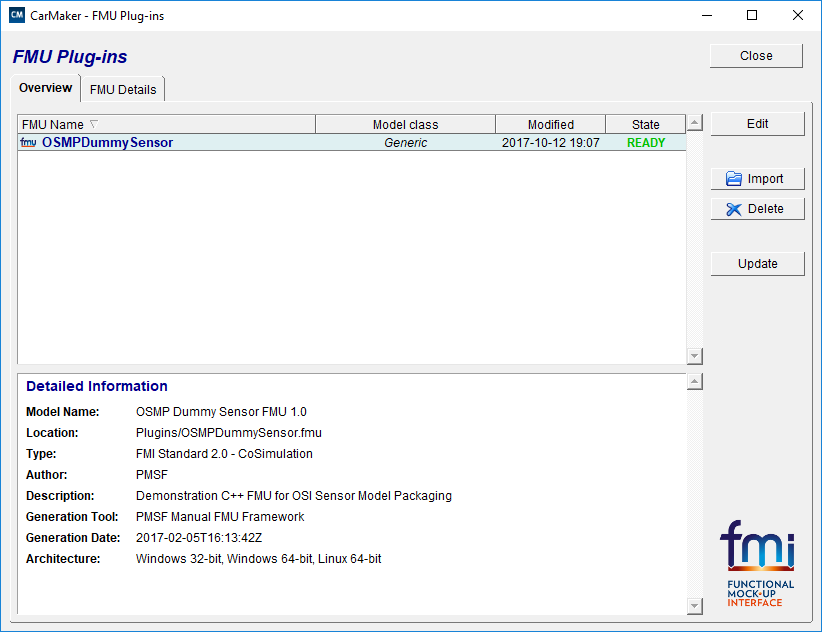 CM CarMaker - FMU Plug-ins
FMU Plug-ins
Close
Overview
FMU Details
FMU Name Model class Modified State
fmu OSMPDummySensor Generic 2017-10-12 19:07 READY
Edit
Import
Delete
Update
Detailed Information
Model Name: OSMP Dummy Sensor FMU 1.0
Location: Plugins/OSMPDummySensor.fmu
Type: FMI Standard 2.0 - CoSimulation
Author: PMSF
Description: Demonstration C++ FMU for OSI Sensor Model Packaging
Generation Tool: PMSF Manual FMU Framework
Generation Date: 2017-02-05T16:13:42Z
Architecture: Windows 32-bit, Windows 64-bit, Linux 64-bit
fmi
FUNCTIONAL
MOCK-UP
INTERFACE